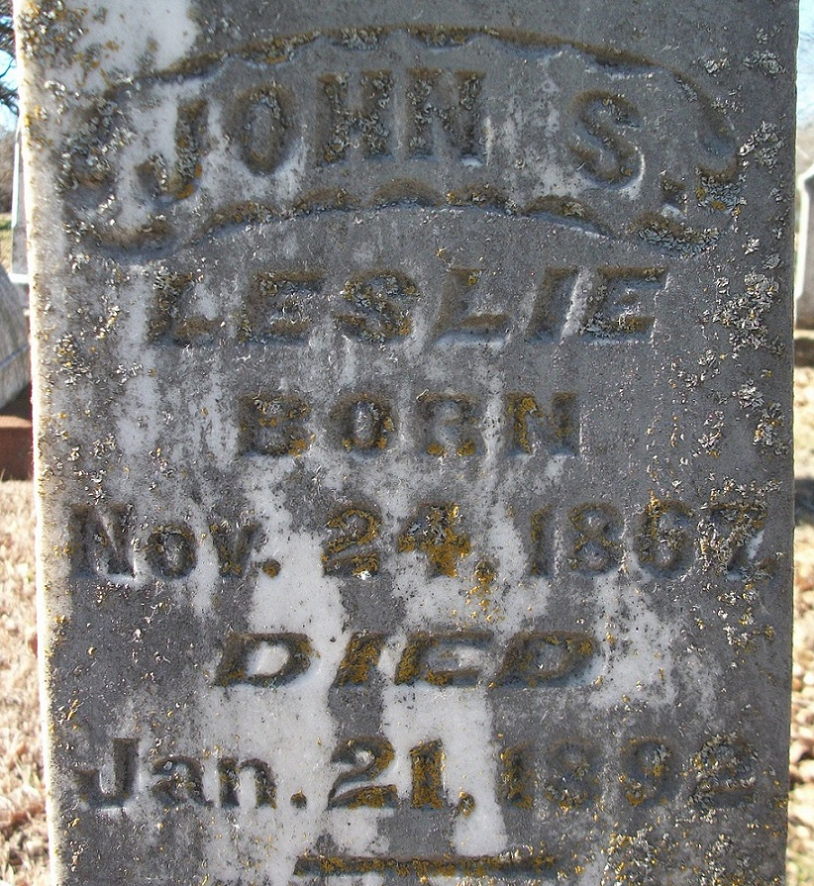 JOHN S.
LESLIE
BORN
Nov. 24, 1867.
DIED
Jan. 21, 1892